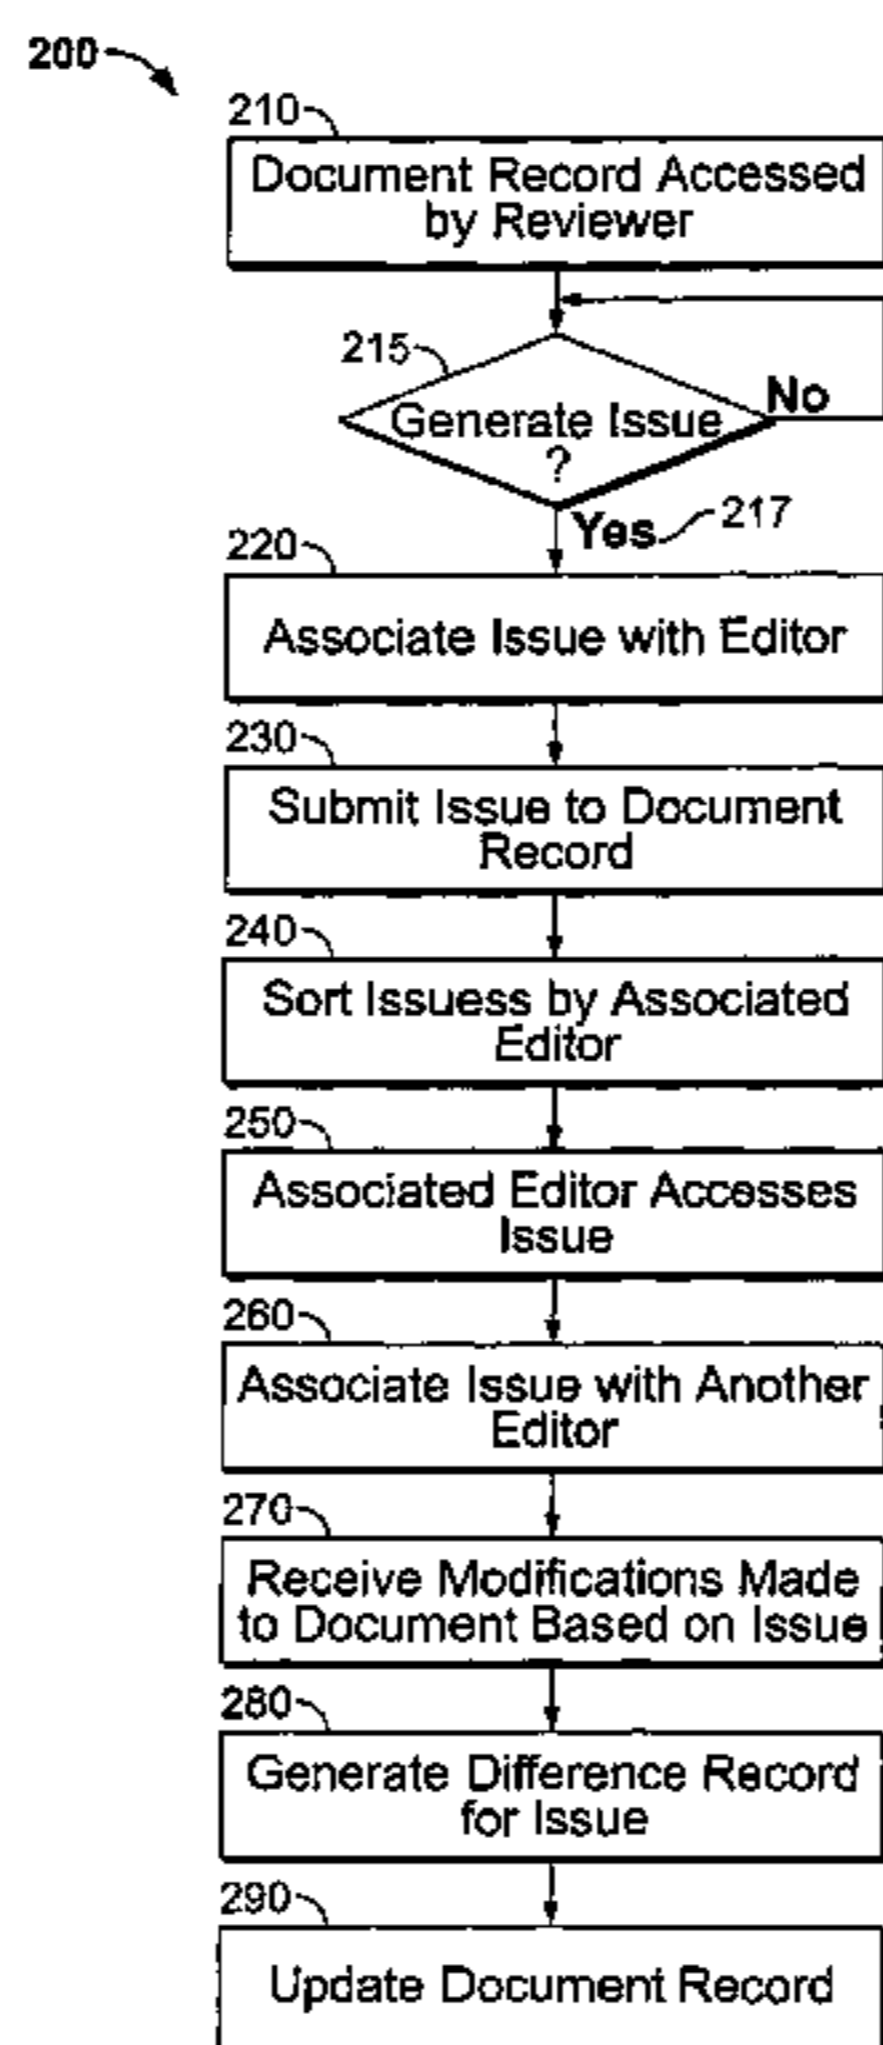 200
210
Document Record Accessed
by Reviewer
215
Generate Issue
?
No
Yes
217
220
Associate Issue with Editor
230
Submit Issue to Document
Record
240
Sort Issuess by Associated
Editor
250
Associated Editor Accesses
Issue
260
Associate Issue with Another
Editor
270
Receive Modifications Made
to Document Based on Issue
280
Generate Difference Record
for Issue
290
Update Document Record